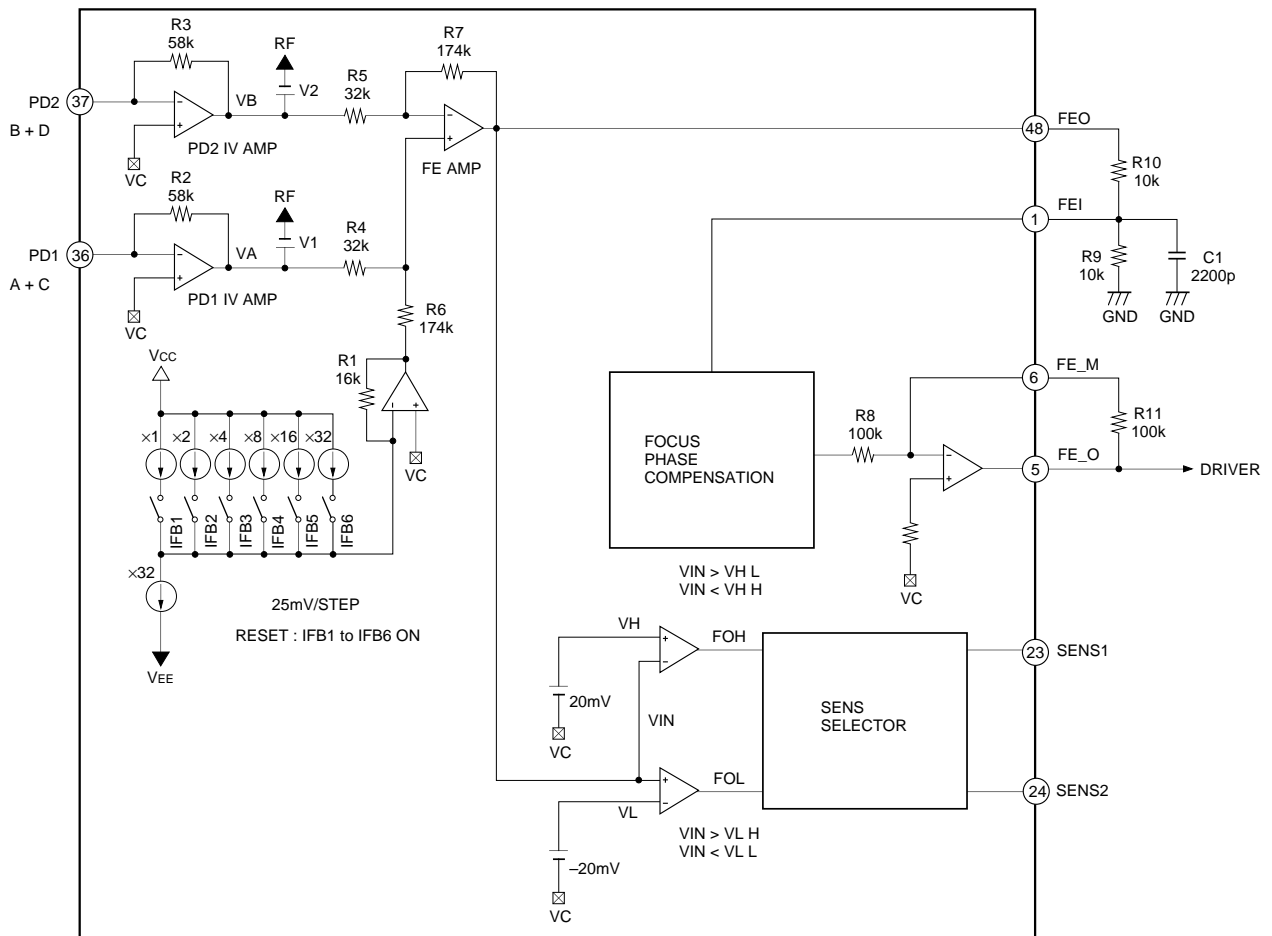 R3
58k
RF
R7
174k
V2
R5
32k
PD2
37
VB
B + D
PD2 IV AMP
VC
FE AMP
48
FEO
R10
10k
R2
58k
RF
1
FEI
V1
R4
32k
PD1
36
VA
A + C
PD1 IV AMP
VC
R9
10k
C1
2200p
GND
GND
R6
174k
VCC
R1
16k
6
FE_M
×1
×2
×4
×8
×16
×32
VC
FOCUS
PHASE
COMPENSATION
R8
100k
R11
100k
5
FE_O
DRIVER
IFB1
IFB2
IFB3
IFB4
IFB5
IFB6
×32
VC
25mV/STEP
RESET : IFB1 to IFB6 ON
VEE
VIN > VH L
VIN < VH H
VH
FOH
20mV
VC
VIN
SENS
SELECTOR
23
SENS1
FOL
VL
24
SENS2
VIN > VL H
VIN < VL L
–20mV
VC